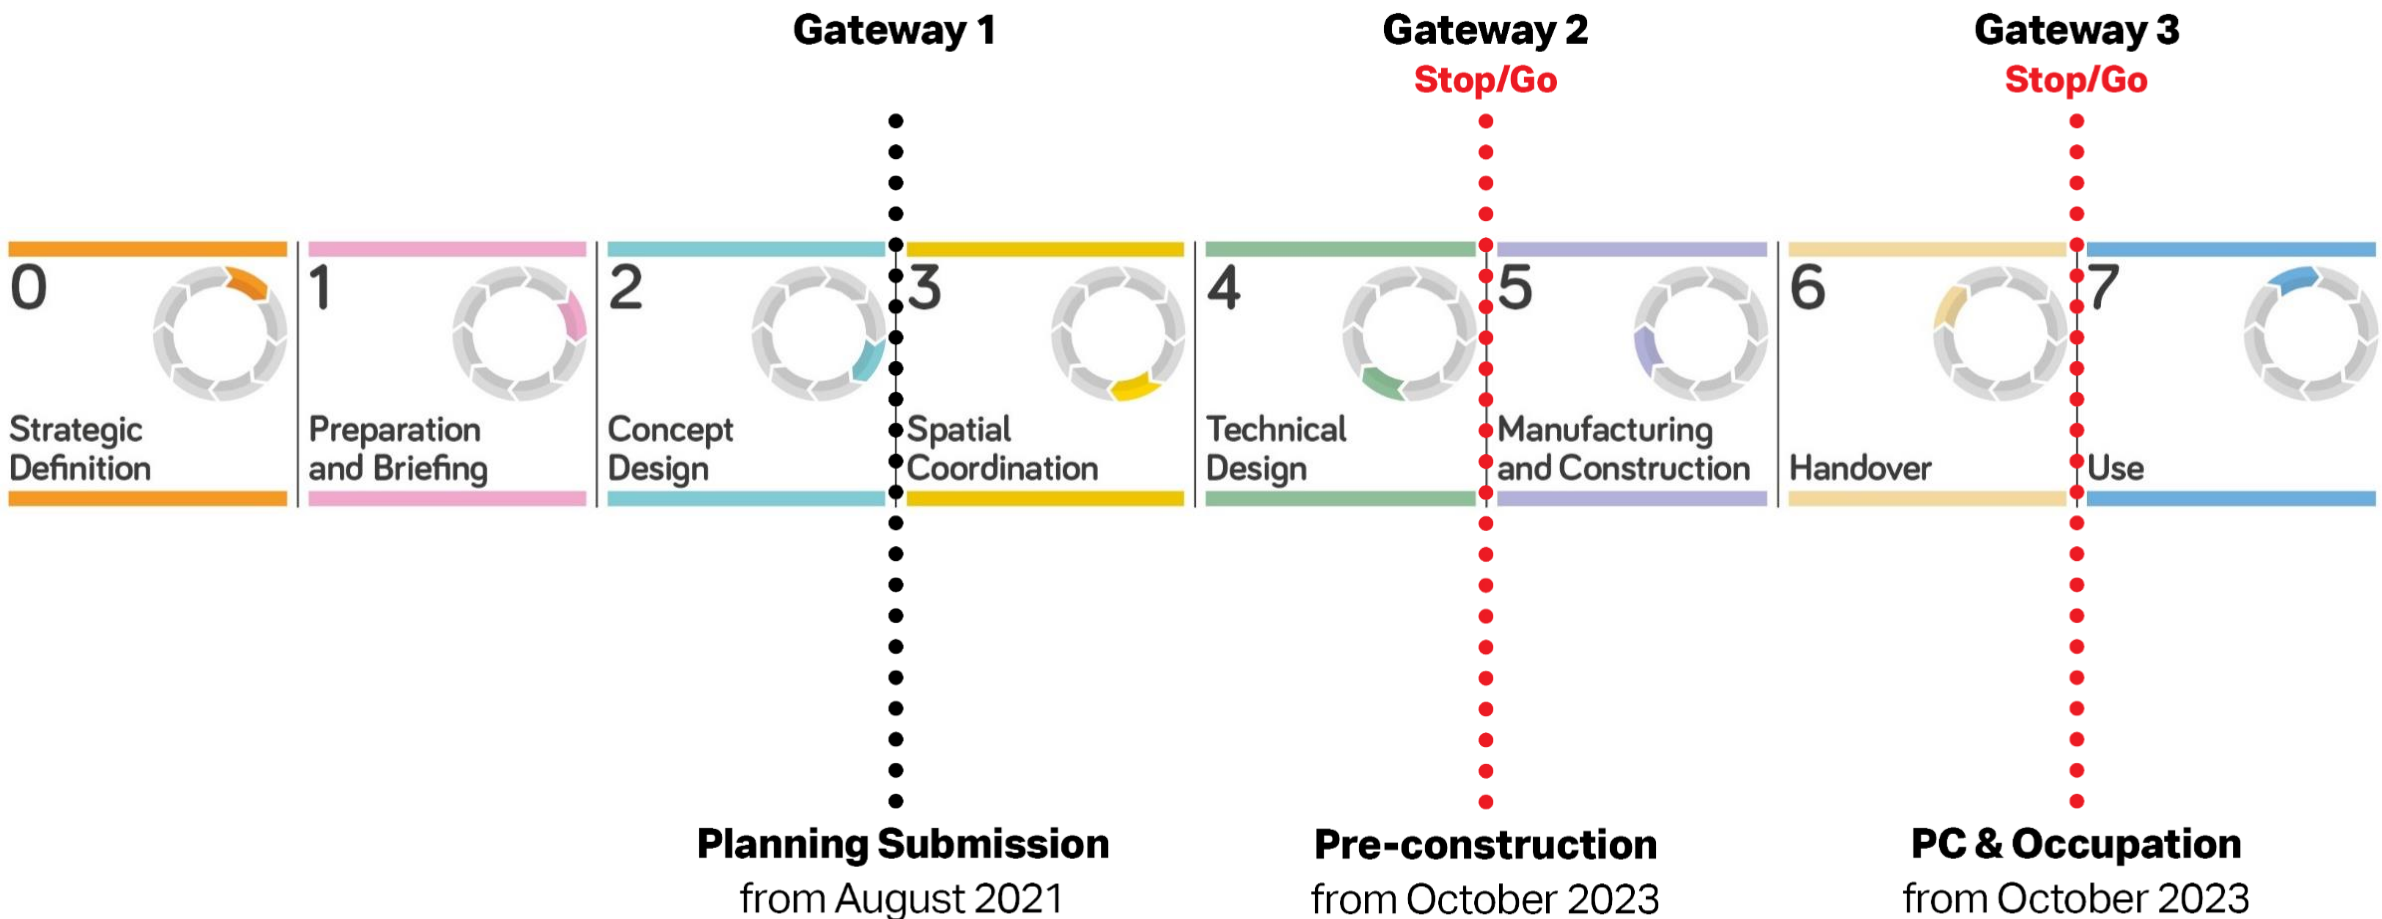 Gateway 1
Gateway 2
Stop/Go
Gateway 3
Stop/Go
0
Strategic
Definition
1
Preparation
and Briefing
2
Concept
Design
3
Spatial
Coordination
4
Technical
Design
5
Manufacturing
and Construction
6
Handover
7
Use
Planning Submission
from August 2021
Pre-construction
from October 2023
PC & Occupation
from October 2023